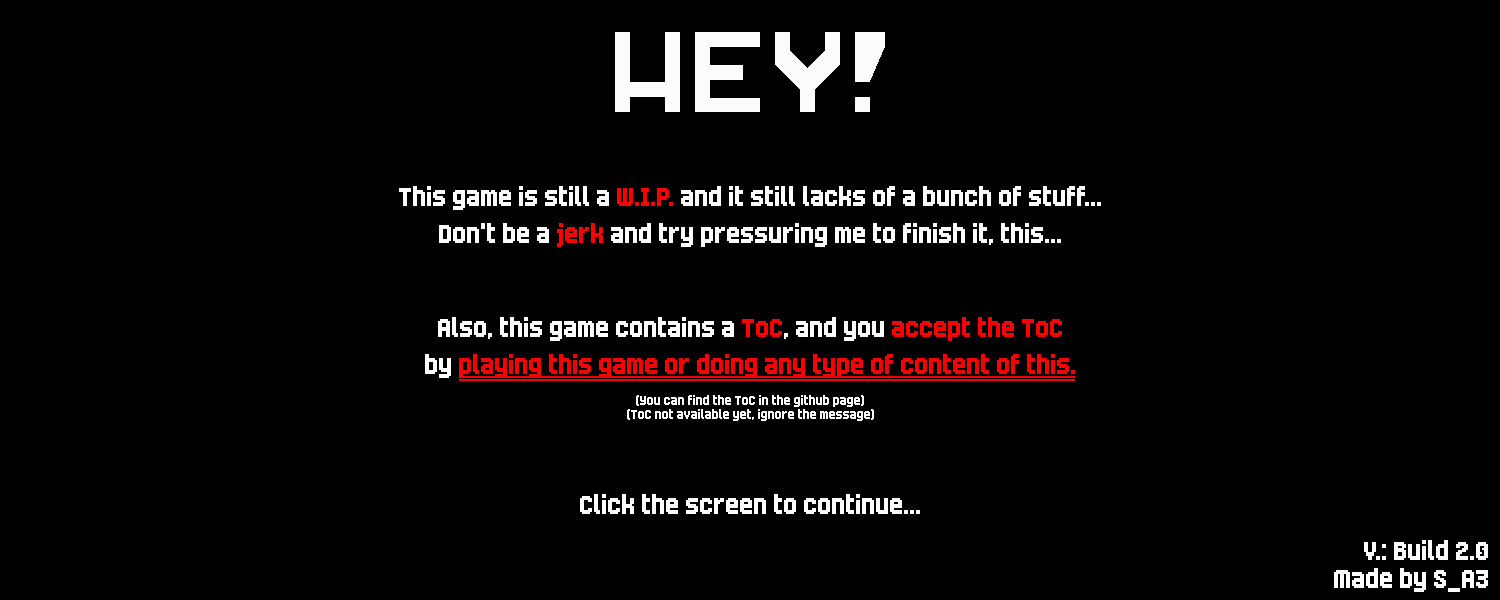 HEY!
This game is still a W.I.P. and it still lacks of a bunch of stuff...
Don't be a jerk and try pressuring me to finish it, this...
Also, this game contains a ToC, and you accept the ToC
by playing this game or doing any type of content of this.
(You can find the ToC in the github page)
(ToC not available yet, ignore the message)
Click the screen to continue...
V.: Build 2.0
Made by S_A3